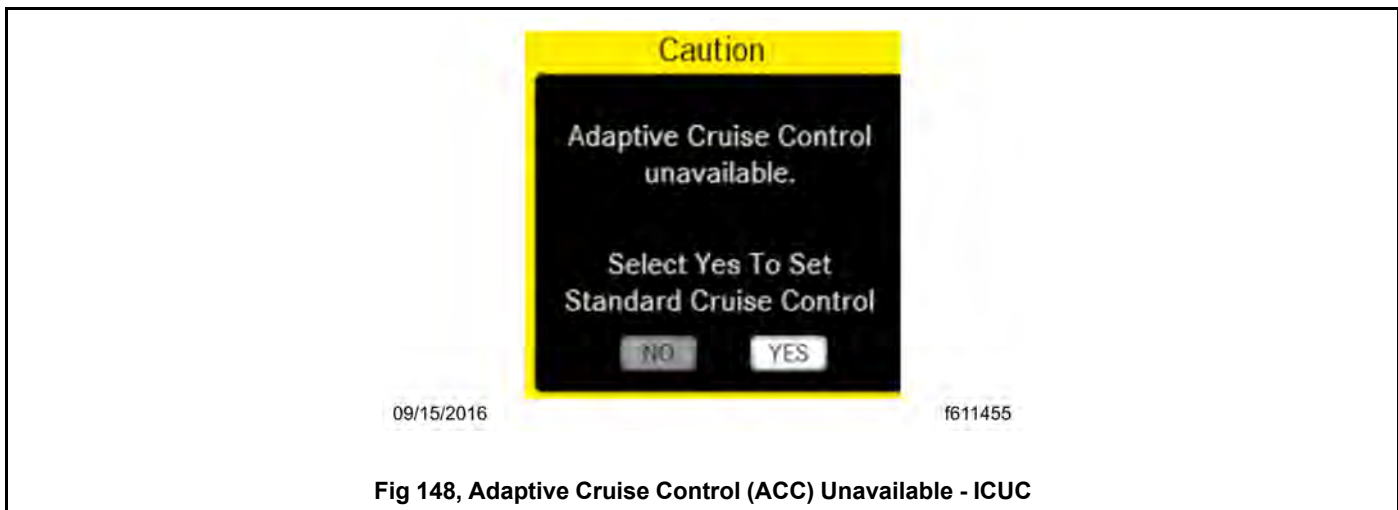 Caution
Adaptive Cruise Control
unavailable.
Select Yes To Set
Standard Cruise Control
NO YES
09/15/2016 f611455
Fig 148, Adaptive Cruise Control (ACC) Unavailable - ICUC